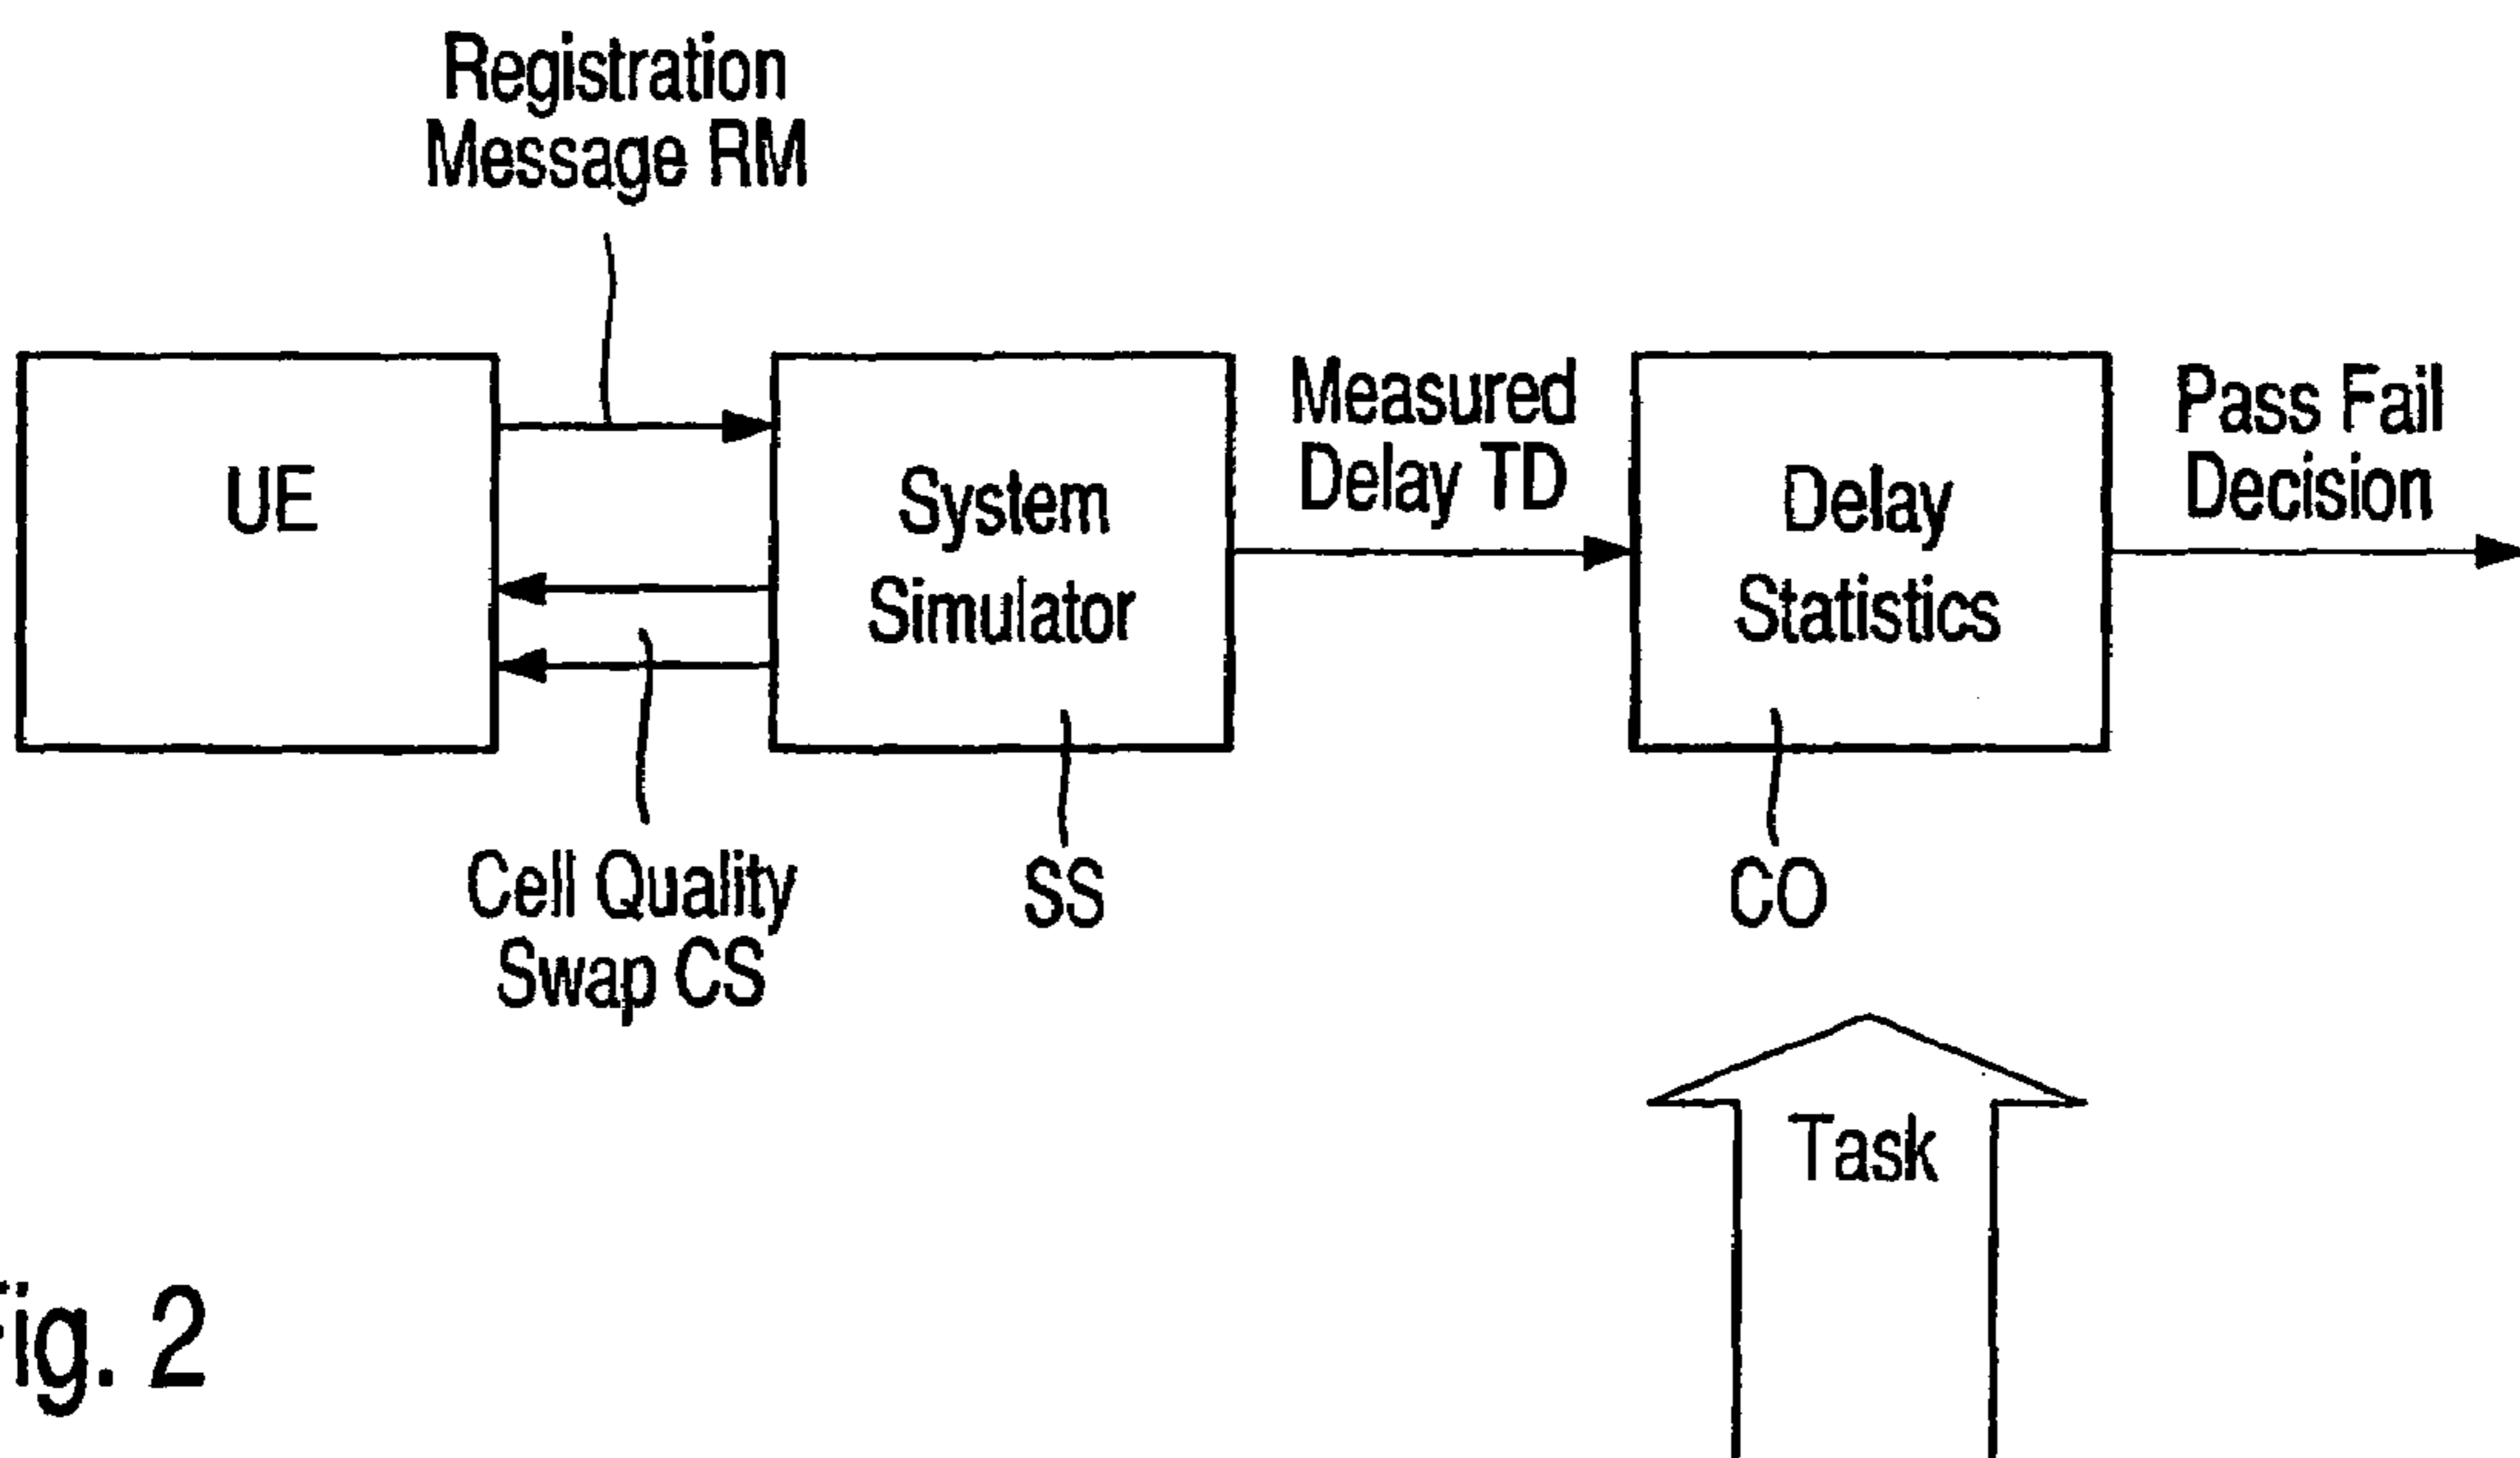 Registration
Message RM
UE
System
Simulator
Measured
Delay TD
Delay
Statistics
Pass Fail
Decision
Cell Quality
Swap CS
SS
CO
Task
Fig. 2